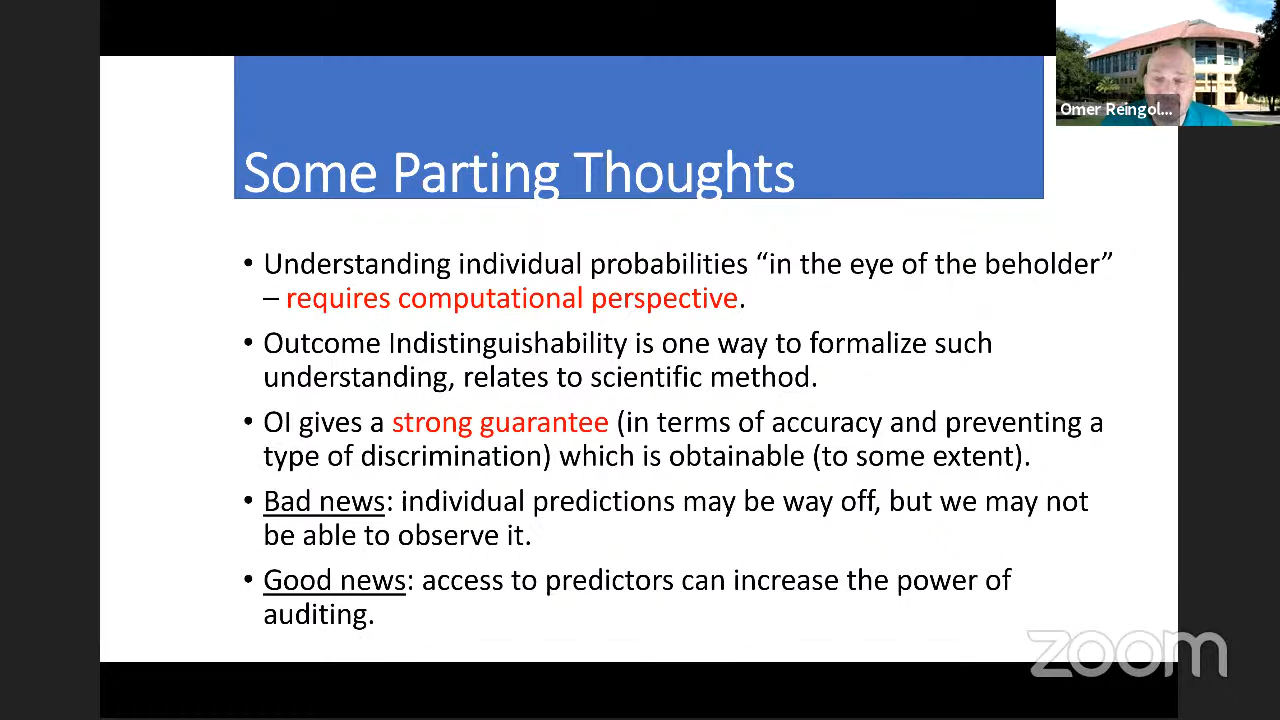 Omer Reingol...
Some Parting Thoughts
• Understanding individual probabilities “in the eye of the beholder”
– requires computational perspective.
• Outcome Indistinguishability is one way to formalize such
understanding, relates to scientific method.
• OI gives a strong guarantee (in terms of accuracy and preventing a
type of discrimination) which is obtainable (to some extent).
• Bad news: individual predictions may be way off, but we may not
be able to observe it.
• Good news: access to predictors can increase the power of
auditing.
zoom